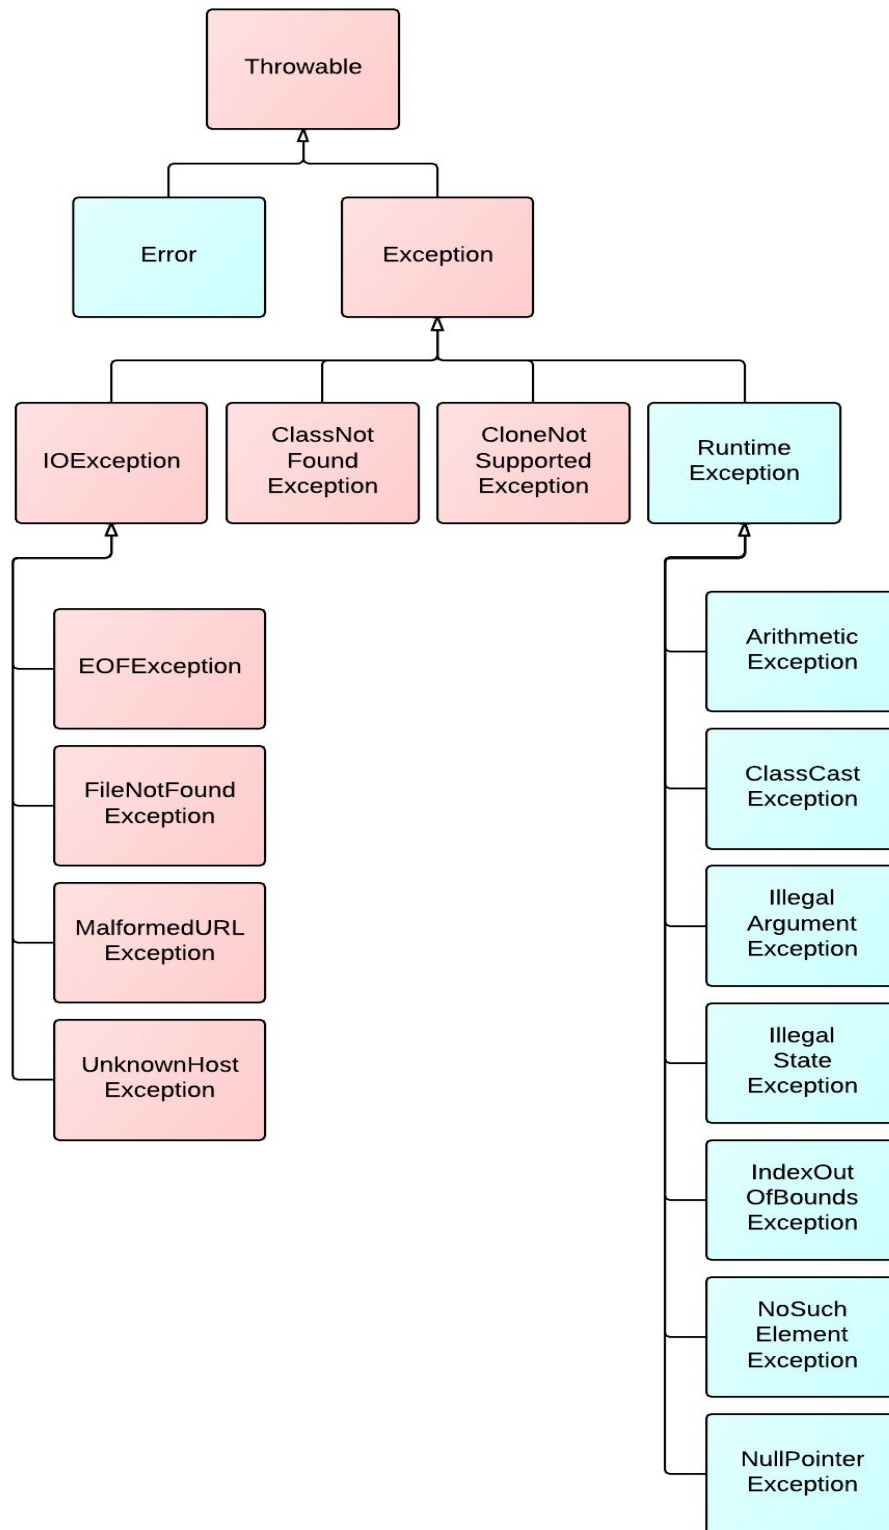 Throwable
Error
Exception
IOException
ClassNot
Found
Exception
CloneNot
Supported
Exception
Runtime
Exception
EOFException
FileNotFound
Exception
MalformedURL
Exception
UnknownHost
Exception
Arithmetic
Exception
ClassCast
Exception
Illegal
Argument
Exception
Illegal
State
Exception
IndexOut
OfBounds
Exception
NoSuch
Element
Exception
NullPointer
Exception